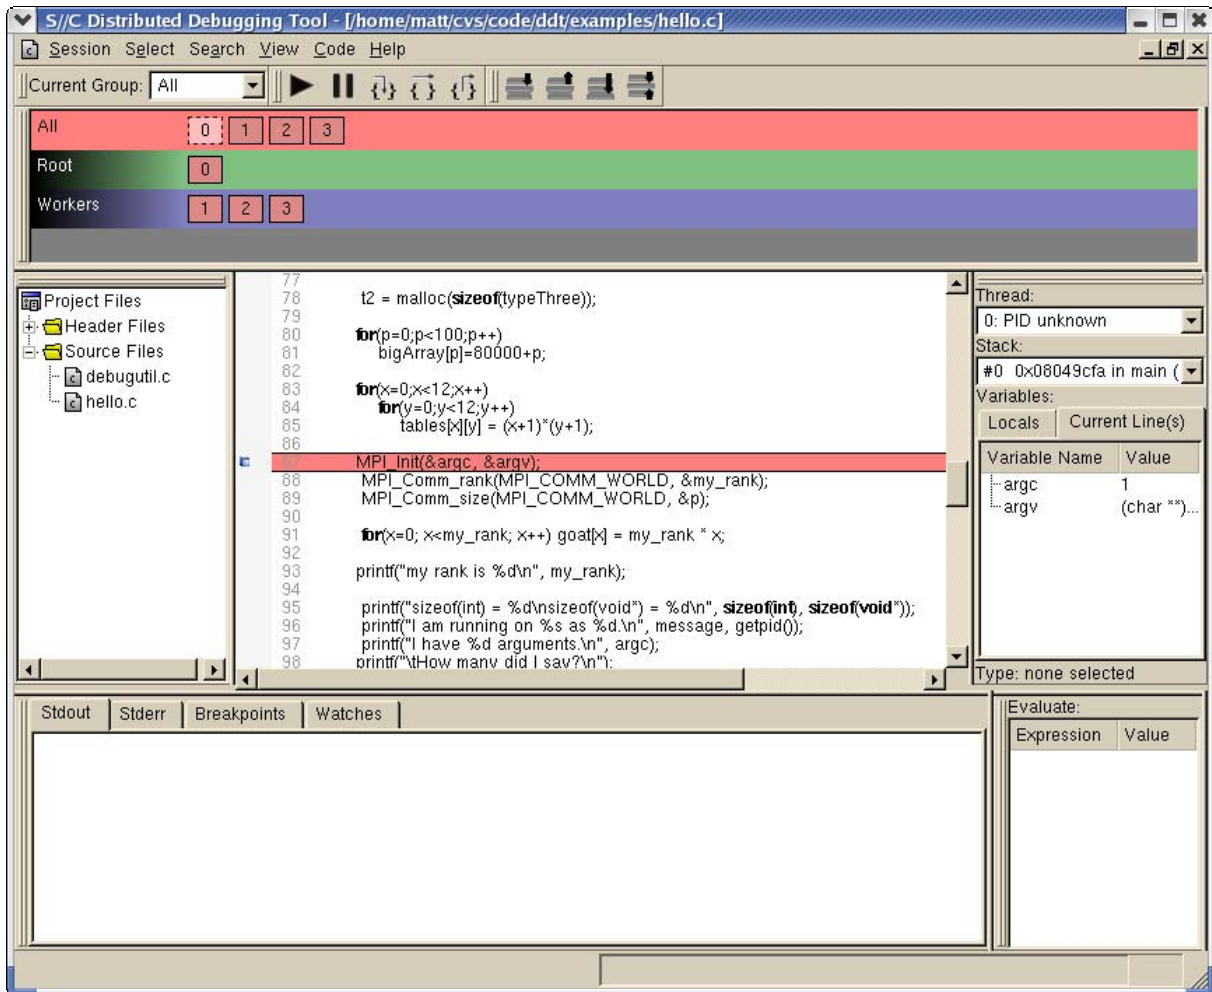 S//C Distributed Debugging Tool - [/home/matt/cvs/code/ddt/examples/hello.c]
Session Select Search View Code Help
Current Group: All
All 0 1 2 3
Root 0
Workers 1 2 3
Project Files
Header Files
Source Files
debugutil.c
hello.c
77
78 t2 = malloc(sizeof(typeThree));
79
80 for(p=0;p<100;p++)
81 bigArray[p]=80000+p;
82
83 for(x=0;x<12;x++)
84 for(y=0;y<12;y++)
85 tables[x][y] = (x+1)*(y+1);
86
87 MPI_Init(&argc, &argv);
88 MPI_Comm_rank(MPI_COMM_WORLD, &my_rank);
89 MPI_Comm_size(MPI_COMM_WORLD, &p);
90
91 for(x=0; x<my_rank; x++) goat[x] = my_rank * x;
92
93 printf("my rank is %d\n", my_rank);
94
95 printf("sizeof(int) = %d\nsizeof(void*) = %d\n", sizeof(int), sizeof(void*));
96 printf("I am running on %s as %d.\n", message, getpid());
97 printf("I have %d arguments.\n", argc);
98 printf("\tHow many did I say?\n");
Thread:
0: PID unknown
Stack:
#0 0x08049cfa in main (
Variables:
Locals Current Line(s)
Variable Name Value
argc 1
argv (char **)...
Type: none selected
Stdout Stderr Breakpoints Watches
Evaluate:
Expression Value